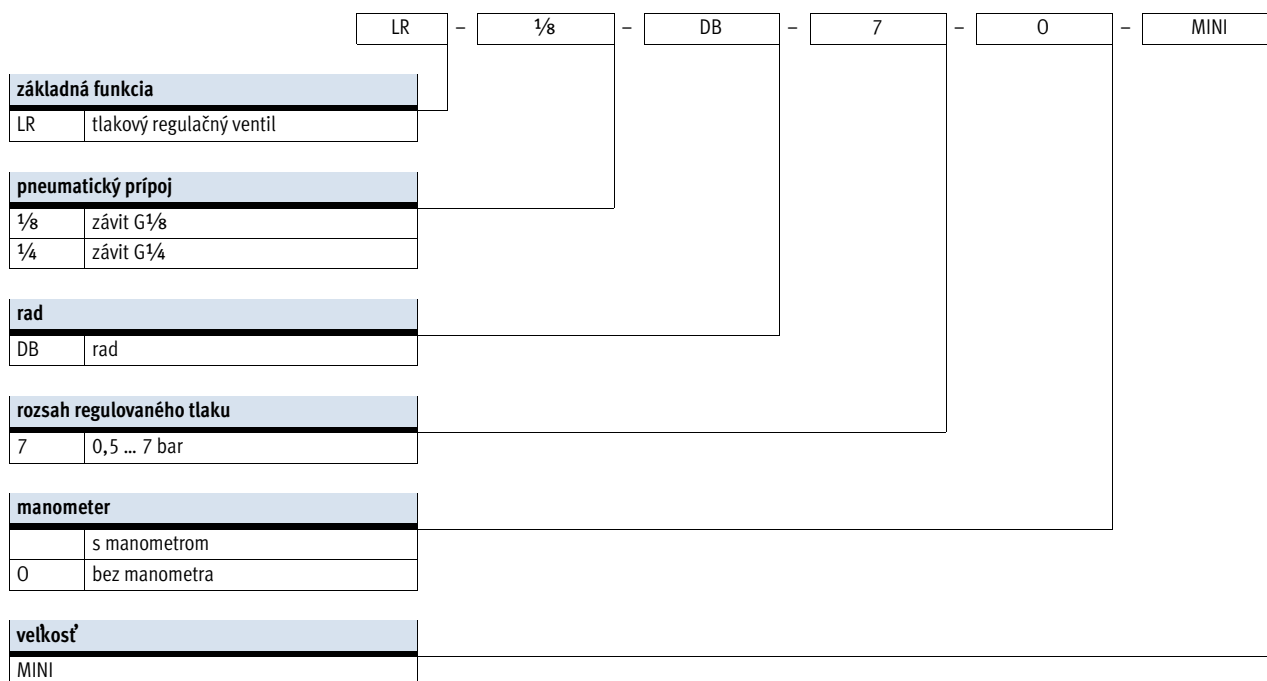 LR – ⅛ – DB – 7 – O – MINI
základná funkcia
LR tlakový regulačný ventil
pneumatický prípoj
⅛ závit G⅛
¼ závit G¼
rad
DB rad
rozsah regulovaného tlaku
7 0,5 ... 7 bar
manometer
s manometrom
O bez manometra
veľkosť
MINI